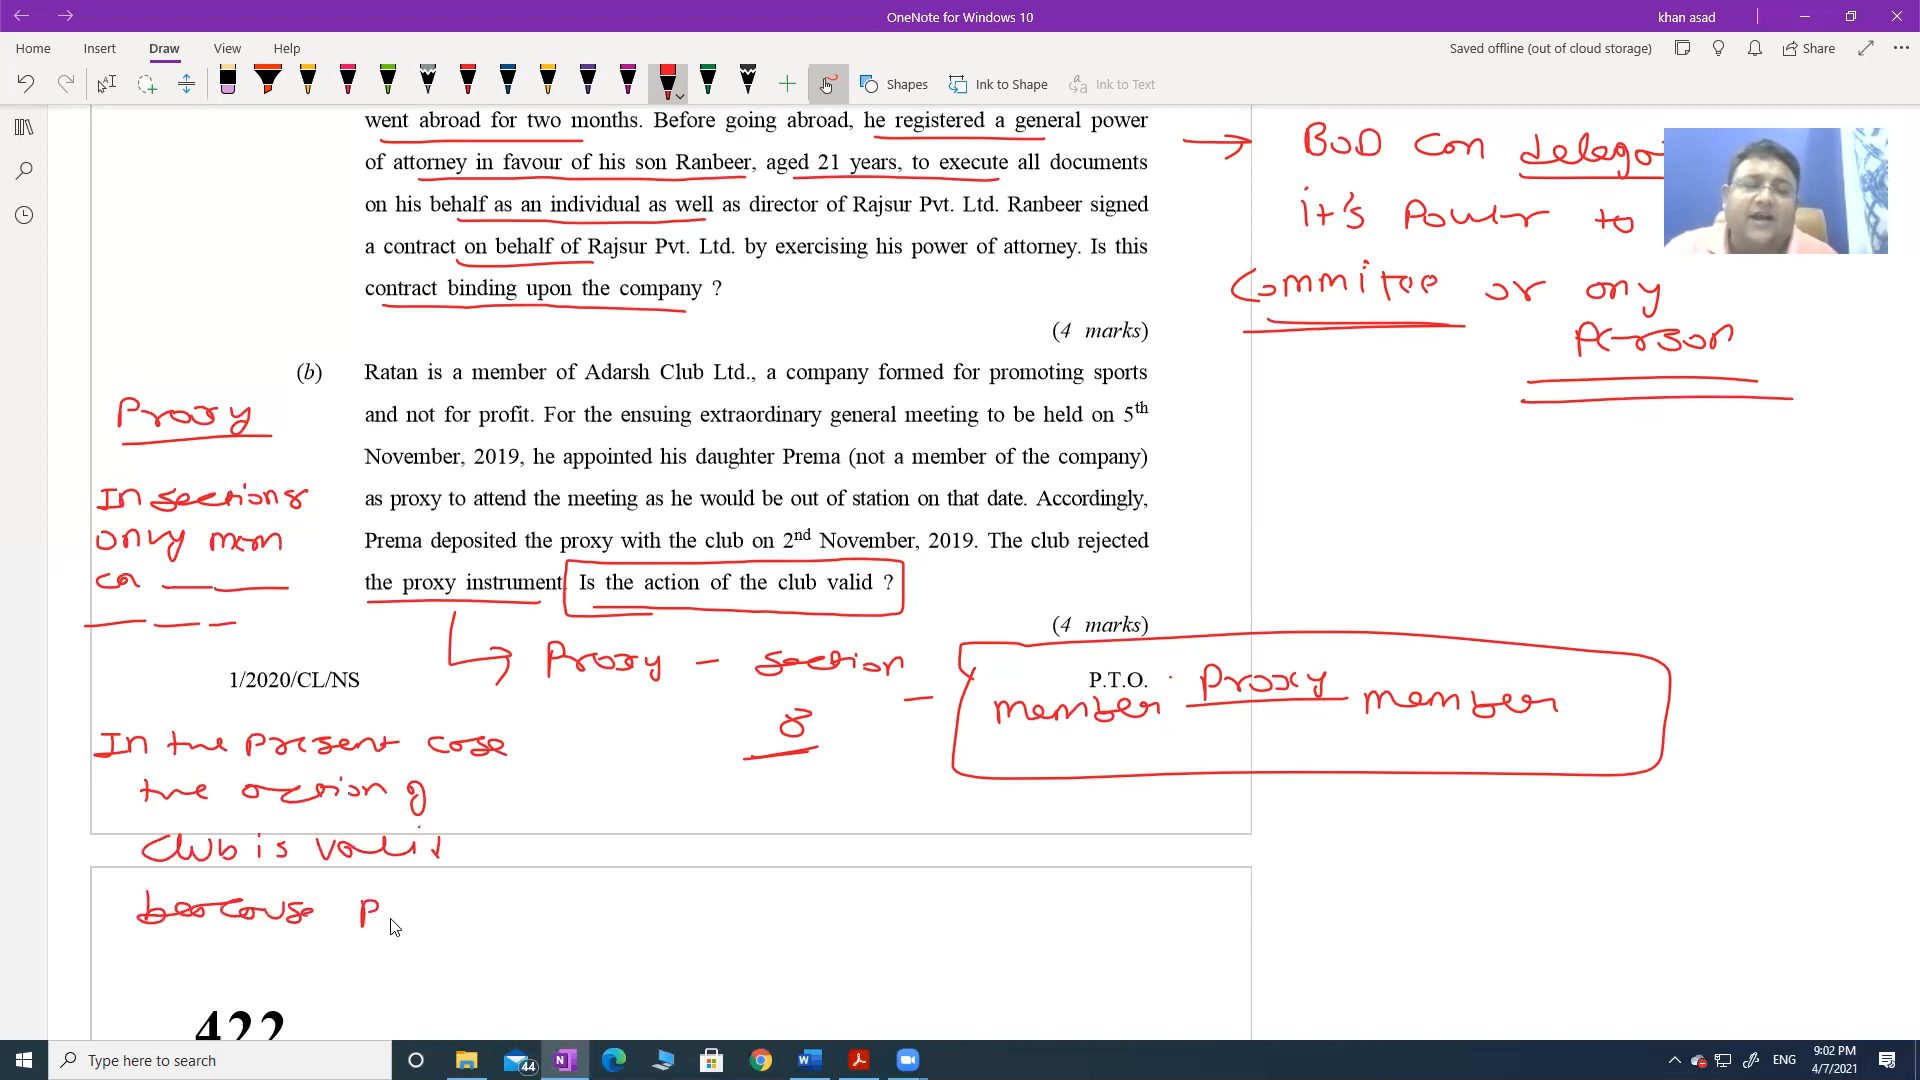 OneNote for Windows 10
khan asad
Home Insert Draw View Help
Saved offline (out of cloud storage)
Share
Shapes
Ink to Shape
Ink to Text
went abroad for two months. Before going abroad, he registered a general power
of attorney in favour of his son Ranbeer, aged 21 years, to execute all documents
on his behalf as an individual as well as director of Rajsur Pvt. Ltd. Ranbeer signed
a contract on behalf of Rajsur Pvt. Ltd. by exercising his power of attorney. Is this
contract binding upon the company ?
(4 marks)
BOD Can
it's Power to
Commitee or any
Person
(b) Ratan is a member of Adarsh Club Ltd., a company formed for promoting sports
and not for profit. For the ensuing extraordinary general meeting to be held on 5th
November, 2019, he appointed his daughter Prema (not a member of the company)
as proxy to attend the meeting as he would be out of station on that date. Accordingly,
Prema deposited the proxy with the club on 2nd November, 2019. The club rejected
the proxy instrument. Is the action of the club valid ?
(4 marks)
Proxy
In section 8
only mem
ca
Proxy - section
8
-
member Proxy member
1/2020/CL/NS
P.T.O.
In the present case
the action of
club is valid
because P
422
Type here to search
44
ENG
9:02 PM
4/7/2021